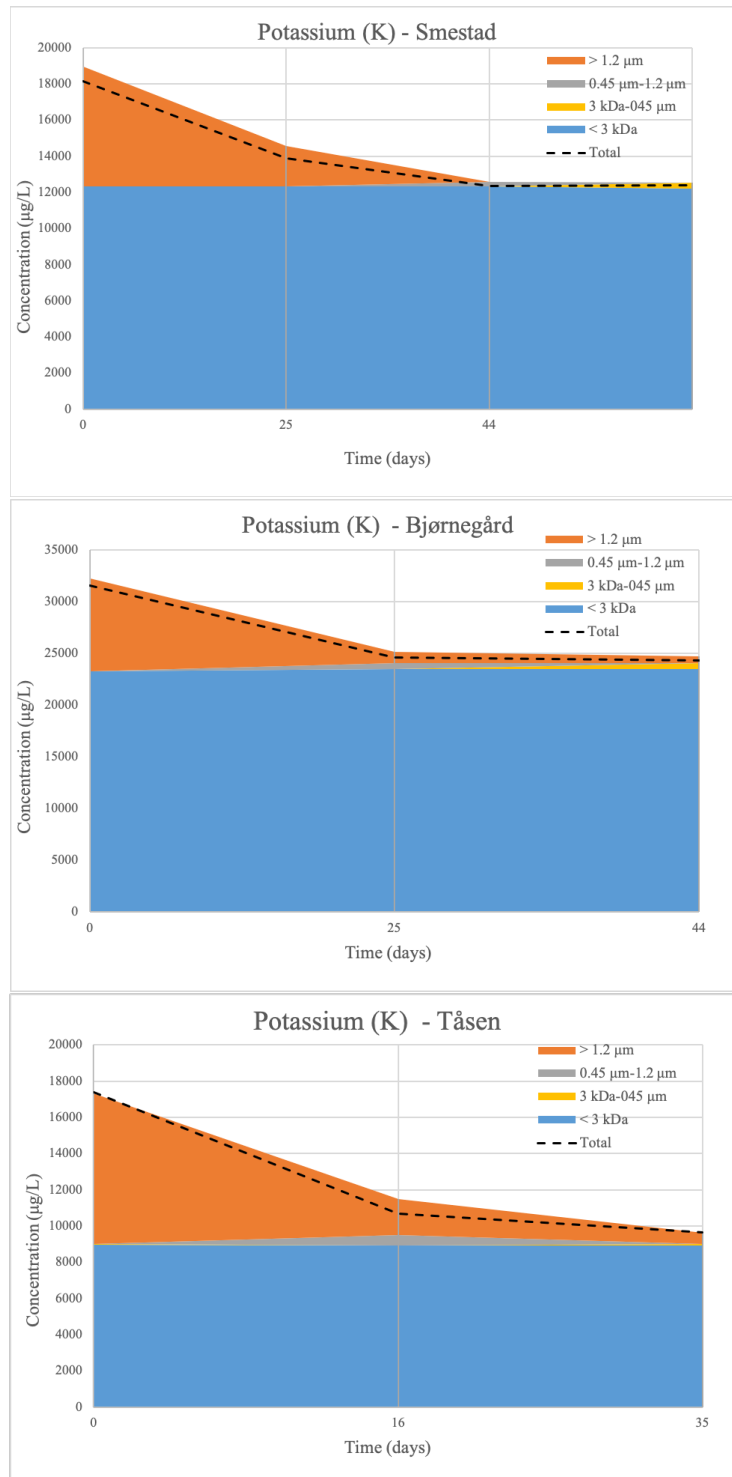 Potassium (K) - Smestad
20000
18000
16000
14000
12000
10000
8000
6000
4000
2000
0
Concentration (µg/L)
> 1.2 µm
0.45 µm-1.2 µm
3 kDa-045 µm
< 3 kDa
Total
0 25 44
Time (days)
Potassium (K) - Bjørnegård
35000
30000
25000
20000
15000
10000
5000
0
Concentration (µg/L)
> 1.2 µm
0.45 µm-1.2 µm
3 kDa-045 µm
< 3 kDa
Total
0 25 44
Time (days)
Potassium (K) - Tåsen
20000
18000
16000
14000
12000
10000
8000
6000
4000
2000
0
Concentration (µg/L)
> 1.2 µm
0.45 µm-1.2 µm
3 kDa-045 µm
< 3 kDa
Total
0 16 35
Time (days)